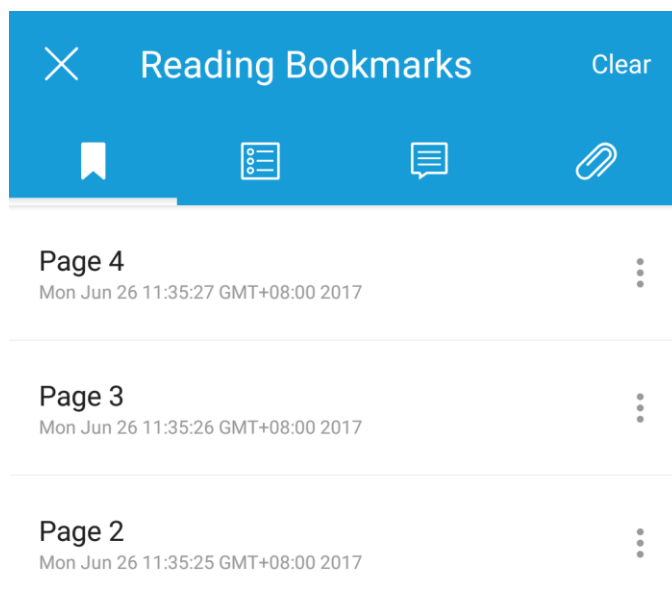 Reading Bookmarks
Clear
Page 4
Mon Jun 26 11:35:27 GMT+08:00 2017
Page 3
Mon Jun 26 11:35:26 GMT+08:00 2017
Page 2
Mon Jun 26 11:35:25 GMT+08:00 2017